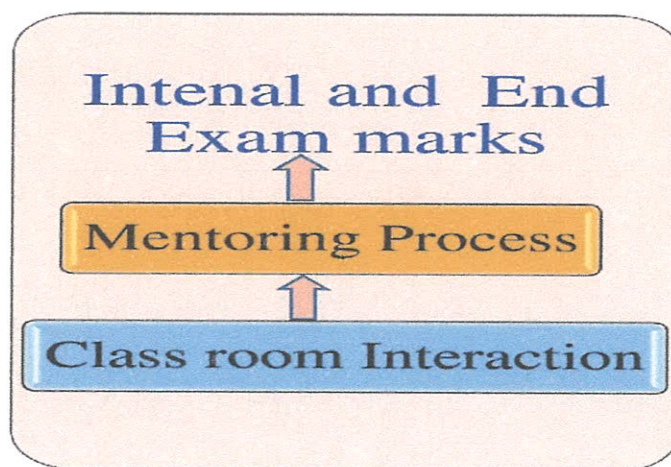 Intenal and End
Exam marks
Mentoring Process
Class room Interaction